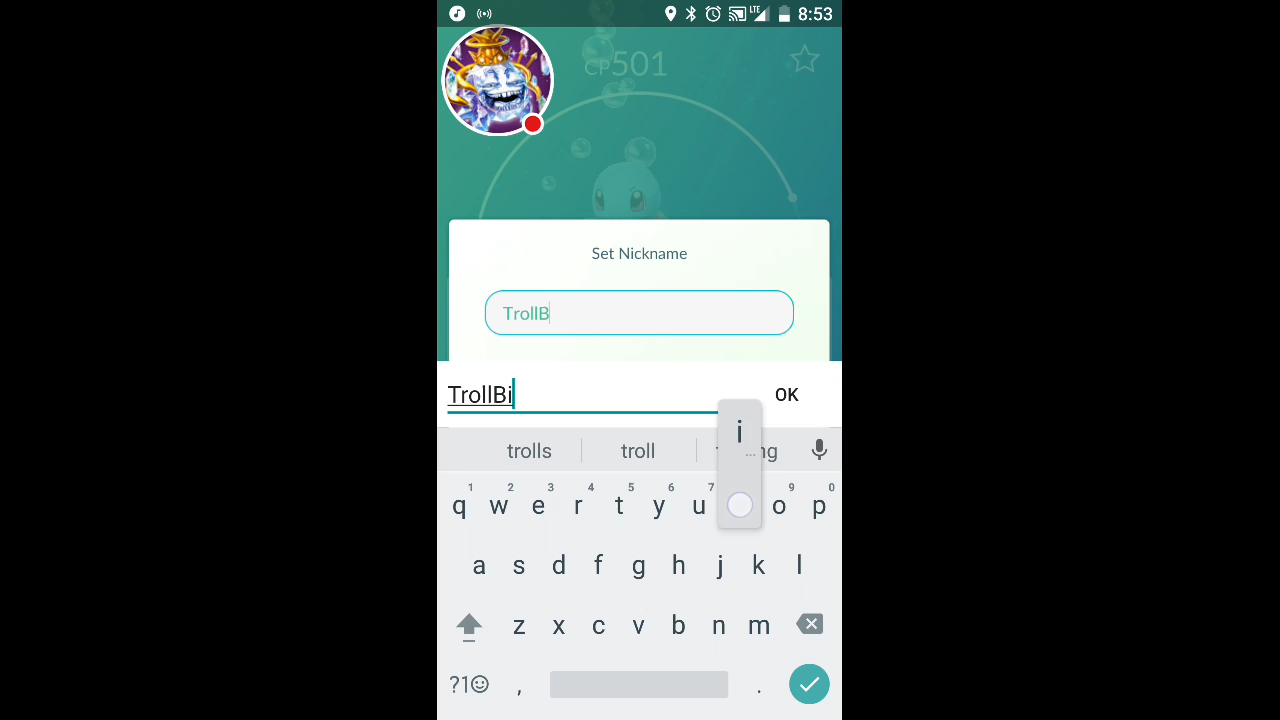 8:53
LTE
CP501
Set Nickname
TrollB
TrollBi
OK
i
...
trolls
troll
1 2 3 4 5 6 7 9 0
q w e r t y u o p
a s d f g h j k l
z x c v b n m
?1☺ , .